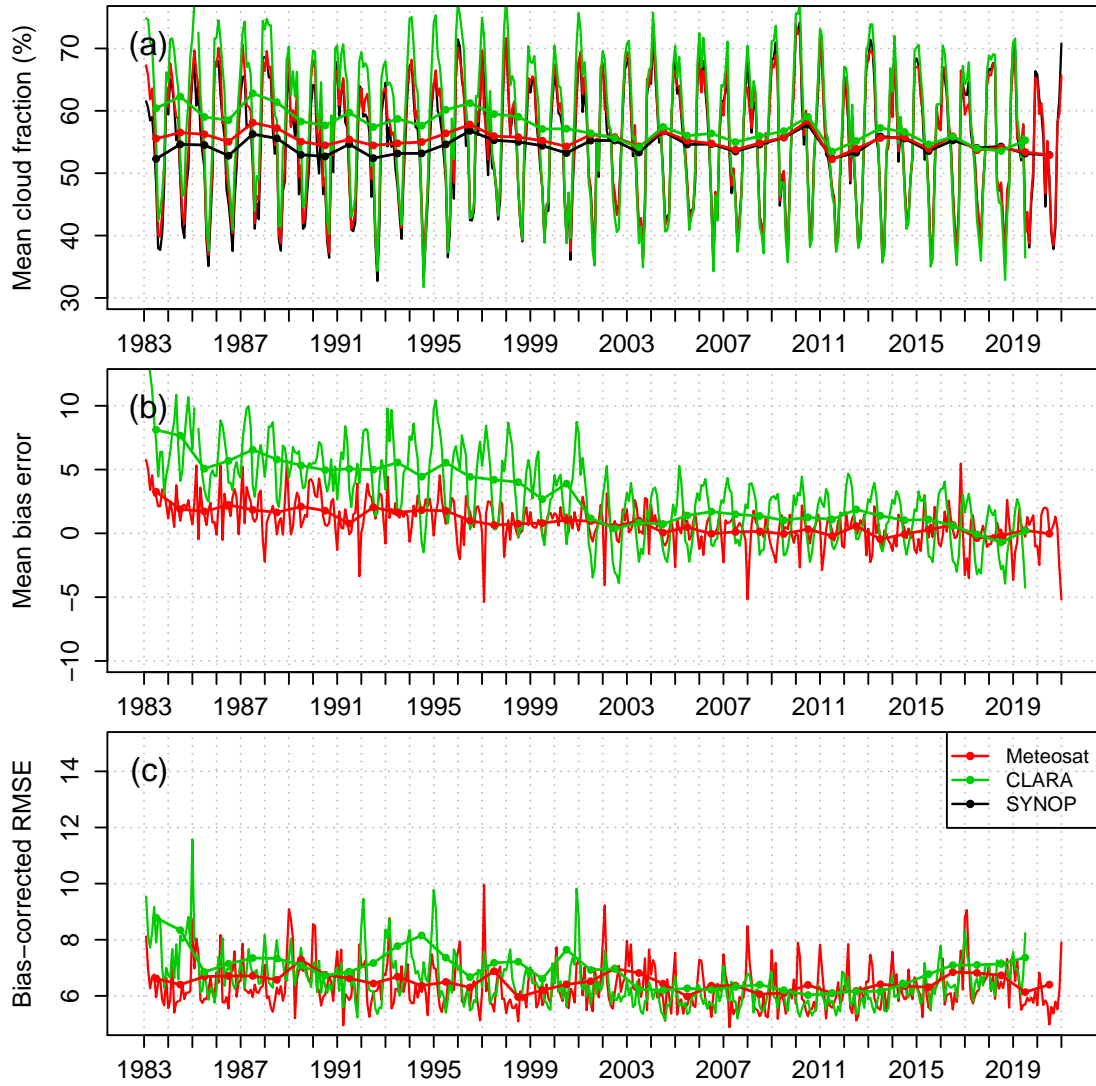 (a)
Mean cloud fraction (%)
70
60
50
40
30
1983 1987 1991 1995 1999 2003 2007 2011 2015 2019
(b)
Mean bias error
10
5
0
−5
−10
1983 1987 1991 1995 1999 2003 2007 2011 2015 2019
(c)
Bias−corrected RMSE
14
12
10
8
6
Meteosat
CLARA
SYNOP
1983 1987 1991 1995 1999 2003 2007 2011 2015 2019